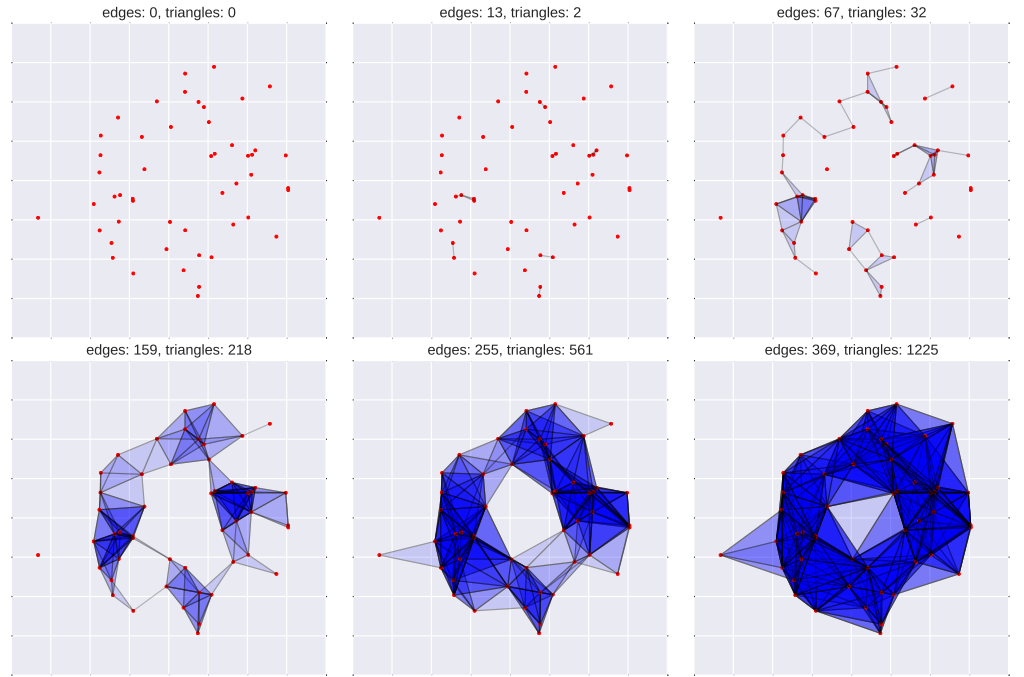 edges: 0, triangles: 0
edges: 13, triangles: 2
edges: 67, triangles: 32
edges: 159, triangles: 218
edges: 255, triangles: 561
edges: 369, triangles: 1225